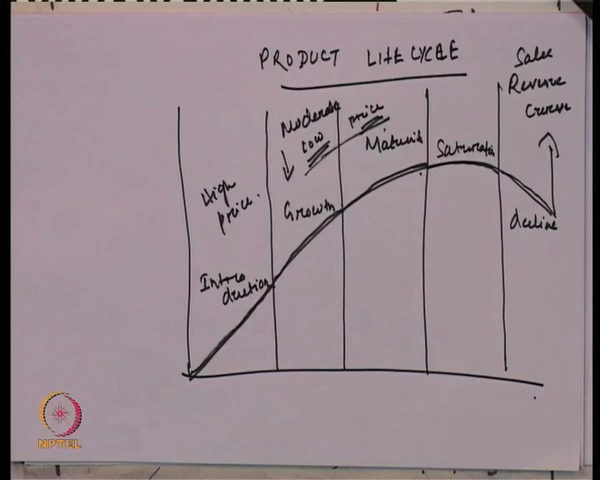 PRODUCT LIFE CYCLE
Sales
Revenue
Curve
Moderate
low
price
Maturity
Saturation
High
price.
Growth
decline
Intro
duction
NPTEL